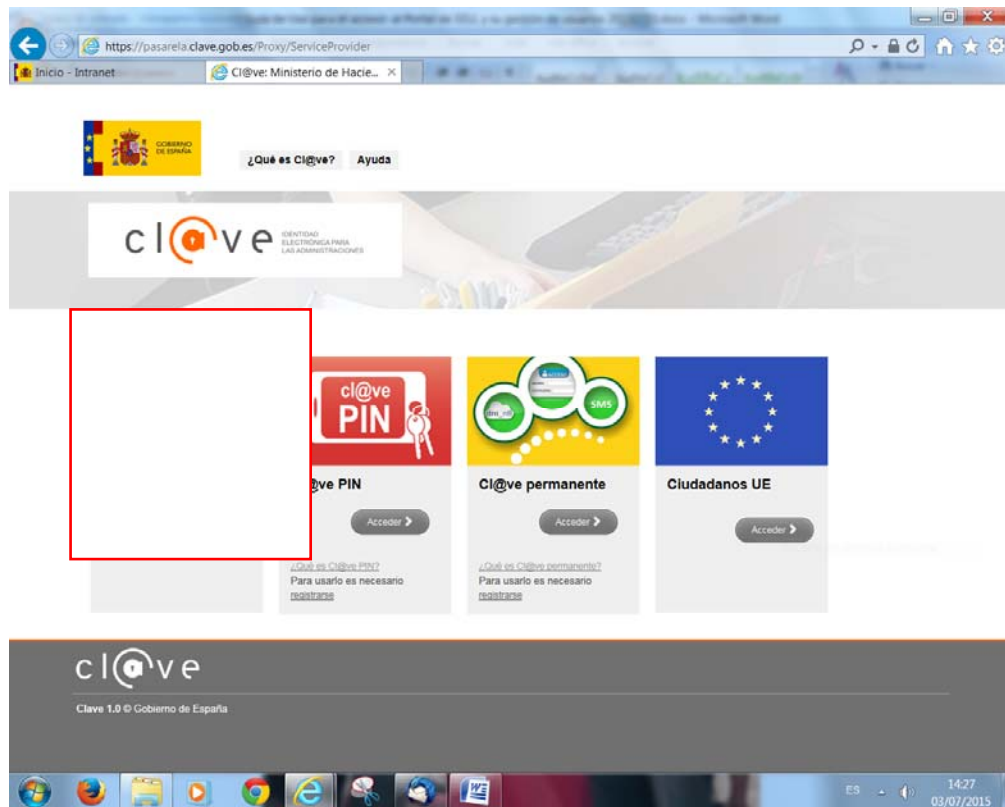 https://pasarela.clave.gob.es/Proxy/ServiceProvider
Inicio - Intranet
Cl@ve: Ministerio de Hacie...
GOBIERNO
DE ESPAÑA
¿Qué es Cl@ve?
Ayuda
cl@ve
IDENTIDAD
ELECTRÓNICA PARA
LAS ADMINISTRACIONES
cl@ve
PIN
SMS
@ve PIN
Cl@ve permanente
Ciudadanos UE
Acceder
Acceder
Acceder
¿Qué es Cl@ve PIN?
Para usarlo es necesario
registrarse
¿Qué es Cl@ve permanente?
Para usarlo es necesario
registrarse
cl@ve
Clave 1.0 © Gobierno de España
ES
14:27
03/07/2015